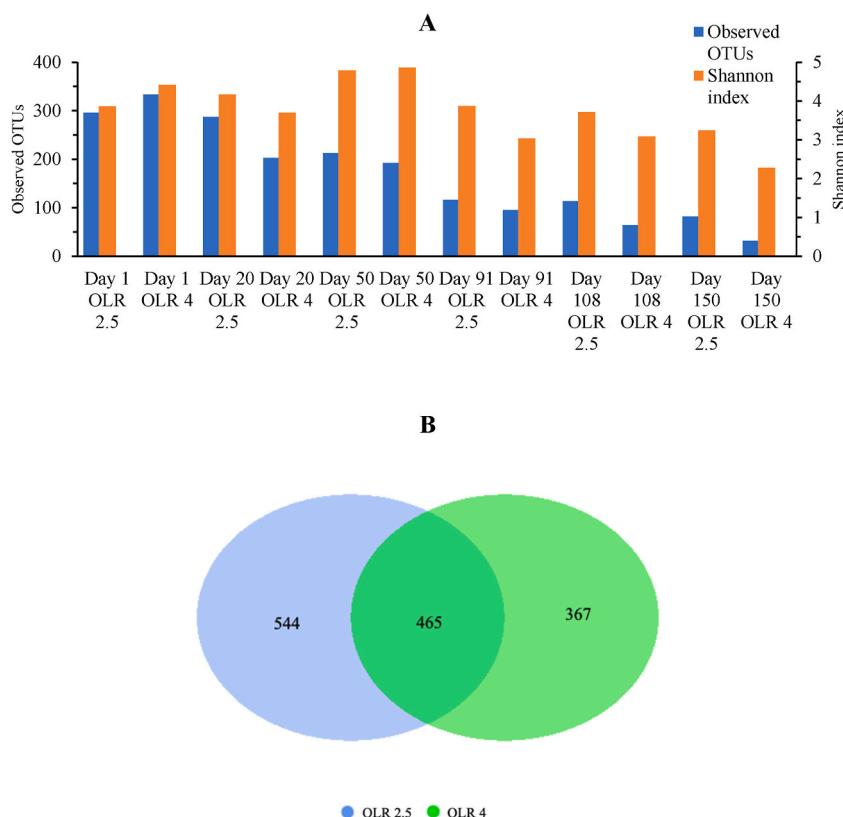 A
Observed OTUs
Shannon index
400
300
200
100
0
Observed OTUs
5
4
3
2
1
0
Shannon index
Day 1 OLR 2.5
Day 1 OLR 4
Day 20 OLR 2.5
Day 20 OLR 4
Day 50 OLR 2.5
Day 50 OLR 4
Day 91 OLR 2.5
Day 91 OLR 4
Day 108 OLR 2.5
Day 108 OLR 4
Day 150 OLR 2.5
Day 150 OLR 4
B
544
465
367
OLR 2.5
OLR 4